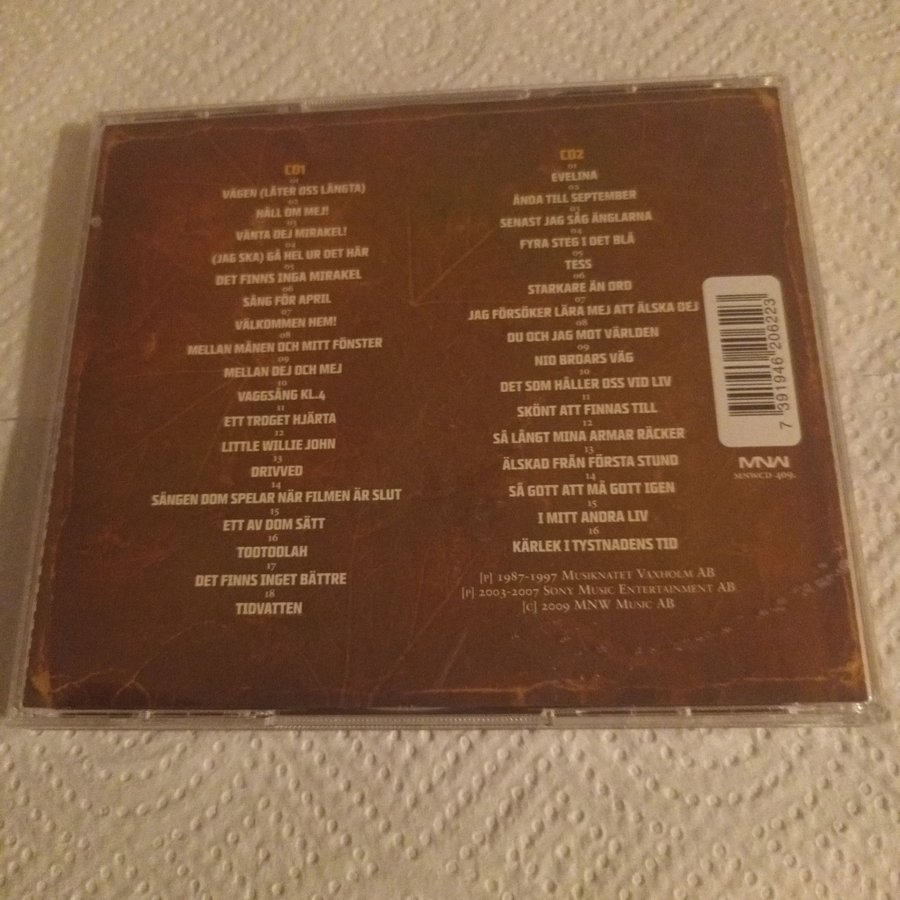 CD1
01
VÄGEN (LÅTER OSS LÄNGTA)
02
HÅLL OM MEJ!
03
VÄNTA DEJ MIRAKEL!
04
(JAG SKA) GÅ HEL UR DET HÄR
05
DET FINNS INGA MIRAKEL
06
SÅNG FÖR APRIL
07
VÄLKOMMEN HEM!
08
MELLAN MÅNEN OCH MITT FÖNSTER
09
MELLAN DEJ OCH MEJ
10
VAGGSÅNG KL.4
11
ETT TROGET HJÄRTA
12
LITTLE WILLIE JOHN
13
DRIVVED
14
SÅNGEN DOM SPELAR NÄR FILMEN ÄR SLUT
15
ETT AV DOM SÄTT
16
TOOTOOLAH
17
DET FINNS INGET BÄTTRE
18
TIDVATTEN
CD2
01
EVELINA
02
ÄNDA TILL SEPTEMBER
03
SENAST JAG SÅG ÄNGLARNA
04
FYRA STEG I DET BLÅ
05
TESS
06
STARKARE ÄN ORD
07
JAG FÖRSÖKER LÄRA MEJ ATT ÄLSKA DEJ
08
DU OCH JAG MOT VÄRLDEN
09
NIO BROARS VÄG
10
DET SOM HÅLLER OSS VID LIV
11
SKÖNT ATT FINNAS TILL
12
SÅ LÅNGT MINA ARMAR RÄCKER
13
ÄLSKAD FRÅN FÖRSTA STUND
14
SÅ GOTT ATT MÅ GOTT IGEN
15
I MITT ANDRA LIV
16
KÄRLEK I TYSTNADENS TID
[P] 1987-1997 MUSIKNATET VAXHOLM AB
[P] 2003-2007 SONY MUSIC ENTERTAINMENT AB
[C] 2009 MNW MUSIC AB
7 391946 206223
MNW
MNWCD 409.